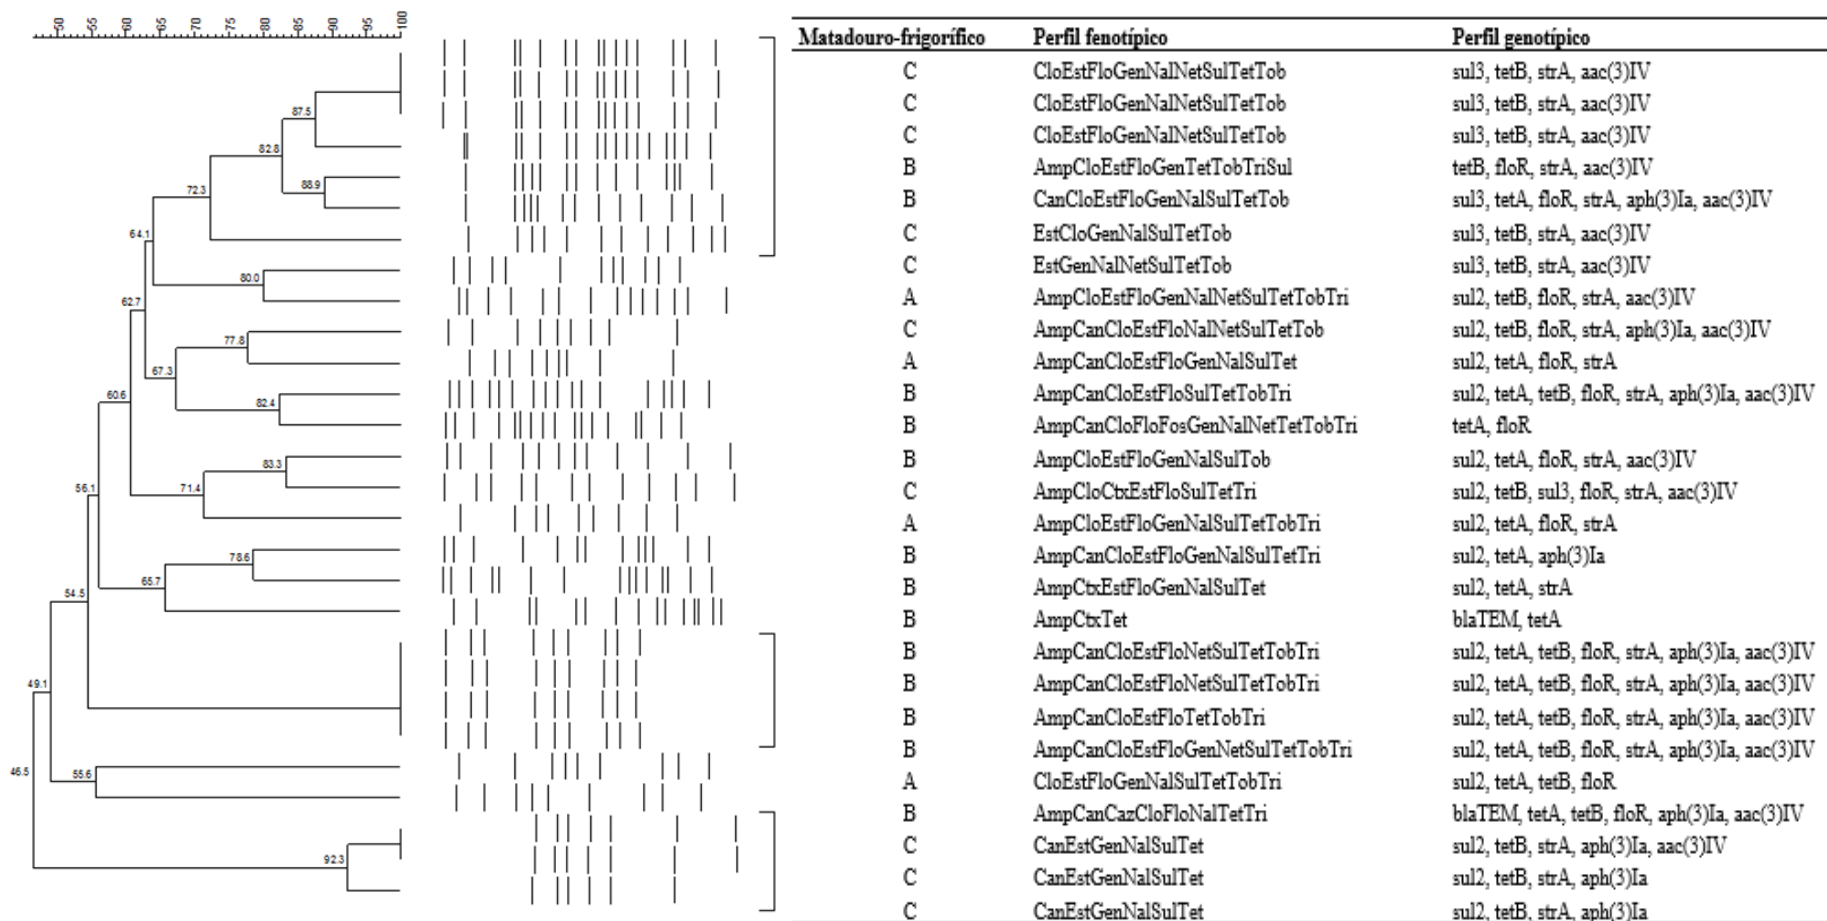 50 55 60 65 70 75 80 85 90 95 100
Matadouro-frigorífico Perfil fenotípico Perfil genotípico
C CloEstFloGenNalNetSulTetTob sul3, tetB, strA, aac(3)IV
C CloEstFloGenNalNetSulTetTob sul3, tetB, strA, aac(3)IV
87.5
C CloEstFloGenNalNetSulTetTob sul3, tetB, strA, aac(3)IV
82.8
B AmpCloEstFloGenTetTobTriSul tetB, floR, strA, aac(3)IV
72.3 88.9
B CanCloEstFloGenNalSulTetTob sul3, tetA, floR, strA, aph(3)Ia, aac(3)IV
64.1
C EstCloGenNalSulTetTob sul3, tetB, strA, aac(3)IV
C EstGenNalNetSulTetTob sul3, tetB, strA, aac(3)IV
80.0
62.7
A AmpCloEstFloGenNalNetSulTetTobTri sul2, tetB, floR, strA, aac(3)IV
C AmpCanCloEstFloNalNetSulTetTob sul2, tetB, floR, strA, aph(3)Ia, aac(3)IV
77.8
A AmpCanCloEstFloGenNalSulTet sul2, tetA, floR, strA
67.3
B AmpCanCloEstFloSulTetTobTri sul2, tetA, tetB, floR, strA, aph(3)Ia, aac(3)IV
60.6 82.4
B AmpCanCloFloFosGenNalNetTetTobTri tetA, floR
B AmpCloEstFloGenNalSulTob sul2, tetA, floR, strA, aac(3)IV
83.3
56.1 71.4
C AmpCloCtxEstFloSulTetTri sul2, tetB, sul3, floR, strA, aac(3)IV
A AmpCloEstFloGenNalSulTetTobTri sul2, tetA, floR, strA
B AmpCanCloEstFloGenNalSulTetTri sul2, tetA, aph(3)Ia
78.6
65.7
B AmpCtxEstFloGenNalSulTet sul2, tetA, strA
54.5
B AmpCtxTet blaTEM, tetA
B AmpCanCloEstFloNetSulTetTobTri sul2, tetA, tetB, floR, strA, aph(3)Ia, aac(3)IV
49.1
B AmpCanCloEstFloNetSulTetTobTri sul2, tetA, tetB, floR, strA, aph(3)Ia, aac(3)IV
B AmpCanCloEstFloTetTobTri sul2, tetA, tetB, floR, strA, aph(3)Ia, aac(3)IV
B AmpCanCloEstFloGenNetSulTetTobTri sul2, tetA, tetB, floR, strA, aph(3)Ia, aac(3)IV
46.5 55.6
A CloEstFloGenNalSulTetTobTri sul2, tetA, tetB, floR
B AmpCanCazCloFloNalTetTri blaTEM, tetA, tetB, floR, aph(3)Ia, aac(3)IV
C CanEstGenNalSulTet sul2, tetB, strA, aph(3)Ia, aac(3)IV
92.3
C CanEstGenNalSulTet sul2, tetB, strA, aph(3)Ia
C CanEstGenNalSulTet sul2, tetB, strA, aph(3)Ia